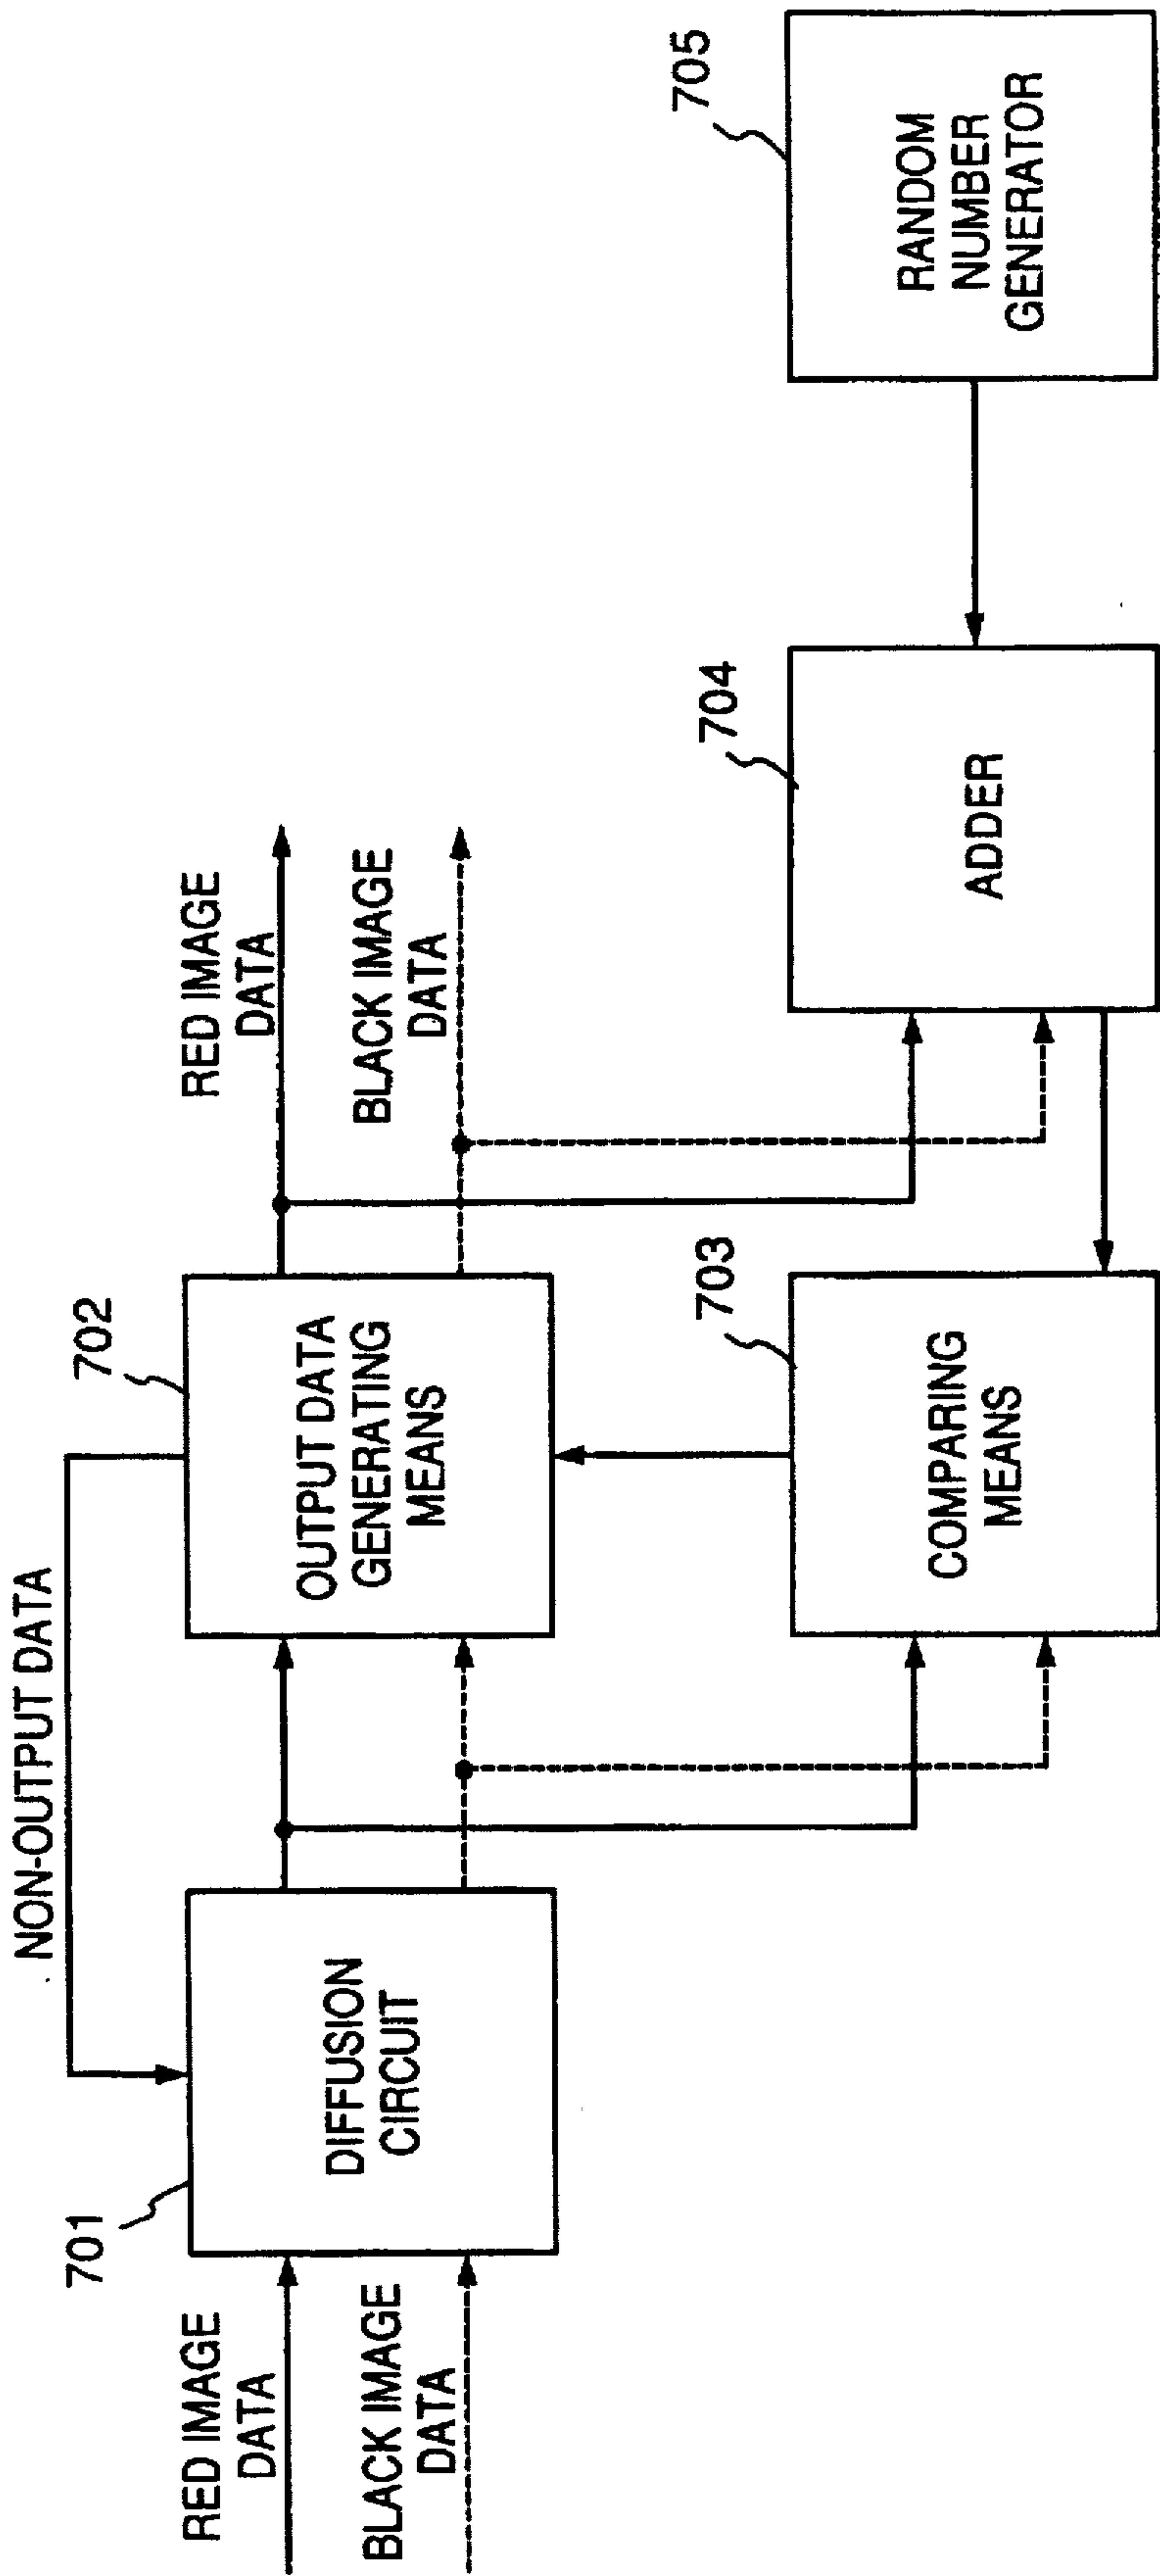 NON-OUTPUT DATA
701
RED IMAGE
DATA
BLACK IMAGE
DATA
DIFFUSION
CIRCUIT
702
OUTPUT DATA
GENERATING
MEANS
RED IMAGE
DATA
BLACK IMAGE
DATA
703
COMPARING
MEANS
704
ADDER
705
RANDOM
NUMBER
GENERATOR